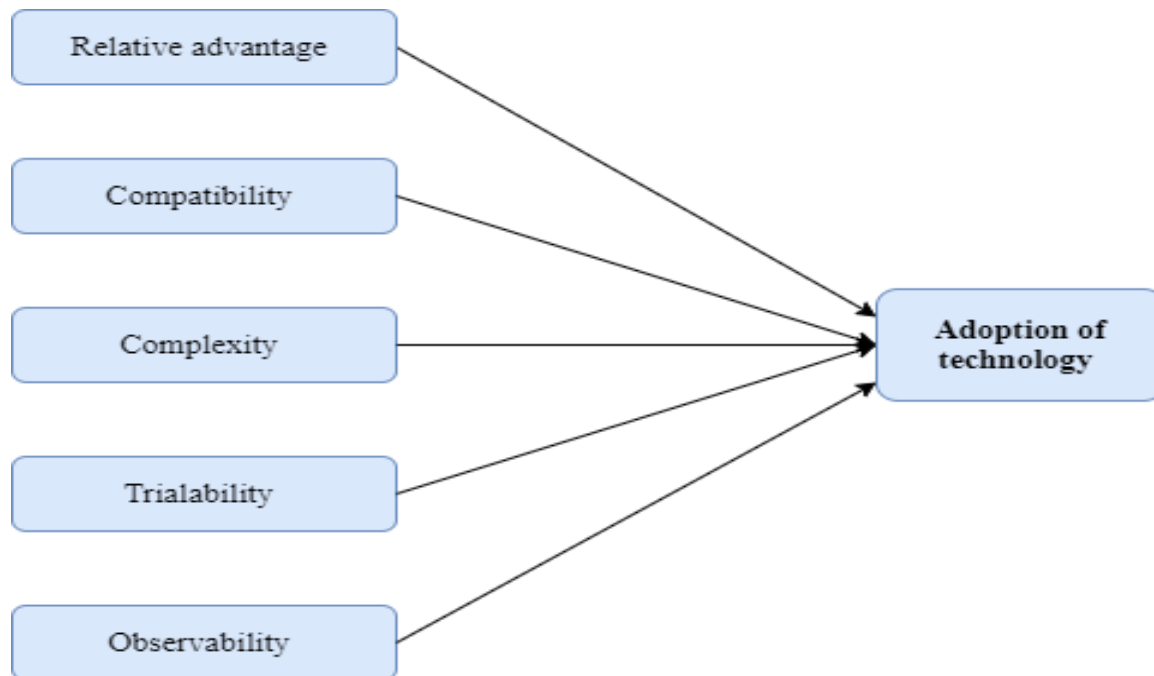 Relative advantage
Compatibility
Complexity
Trialability
Observability
Adoption of
technology